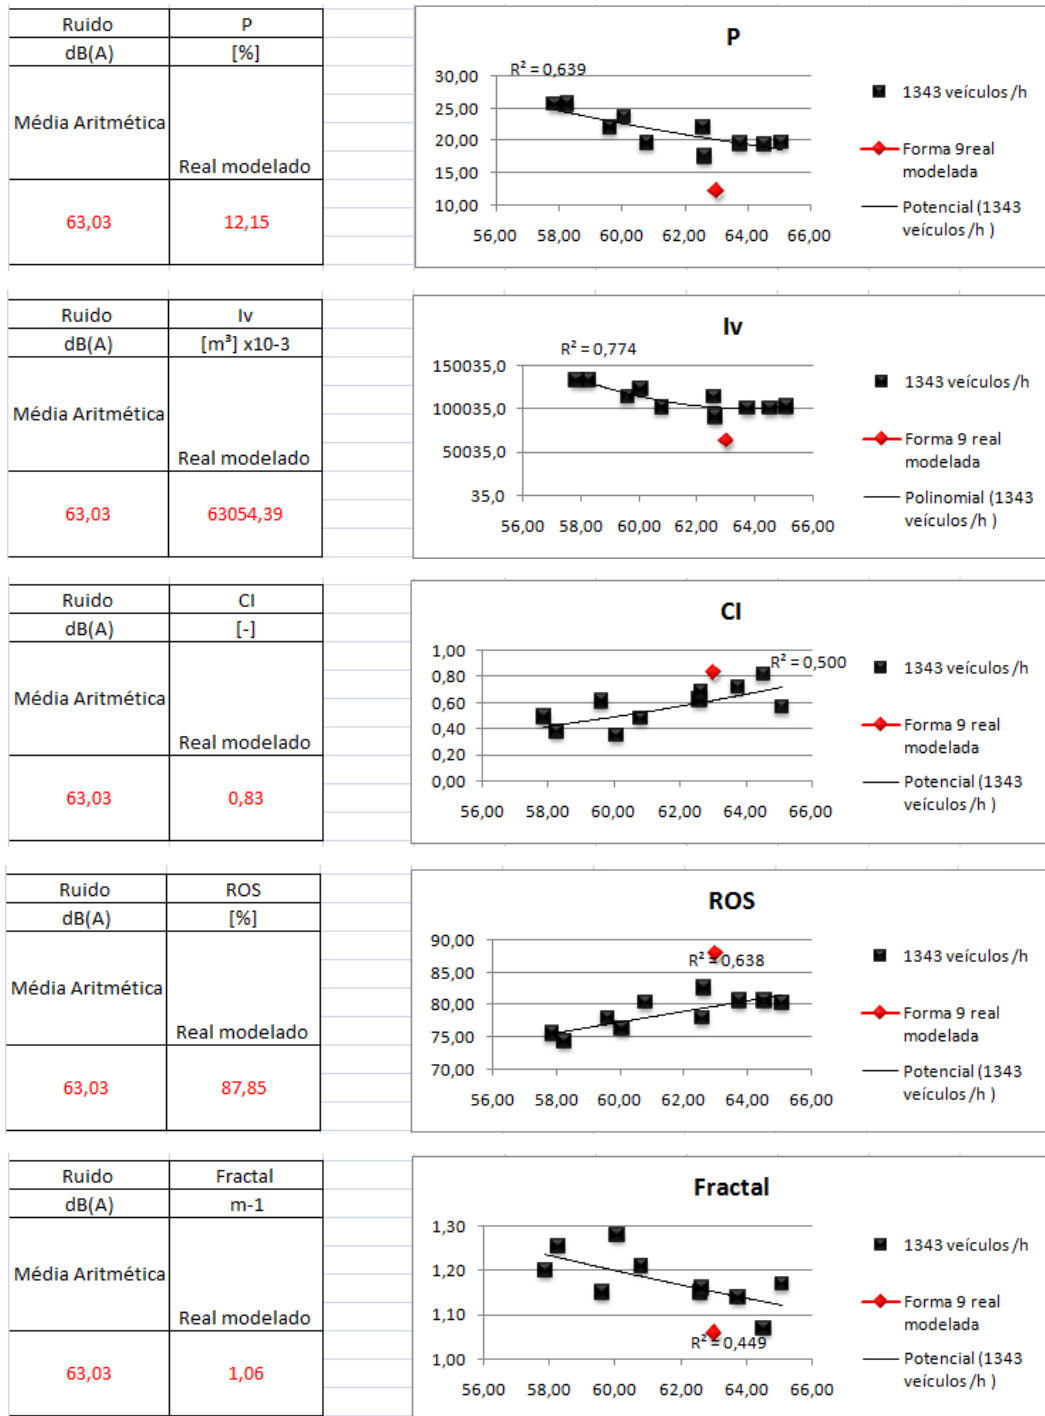 Ruido P
dB(A) [%]
Média Aritmética
Real modelado
63,03 12,15
P
R² = 0,639
30,00
25,00
20,00
15,00
10,00
56,00 58,00 60,00 62,00 64,00 66,00
1343 veículos /h
Forma 9real
modelada
Potencial (1343
veículos /h )
Ruido Iv
dB(A) [m³] x10-3
Média Aritmética
Real modelado
63,03 63054,39
Iv
R² = 0,774
150035,0
100035,0
50035,0
35,0
56,00 58,00 60,00 62,00 64,00 66,00
1343 veículos /h
Forma 9 real
modelada
Polinomial (1343
veículos /h )
Ruido CI
dB(A) [-]
Média Aritmética
Real modelado
63,03 0,83
CI
R² = 0,500
1,00
0,80
0,60
0,40
0,20
0,00
56,00 58,00 60,00 62,00 64,00 66,00
1343 veículos /h
Forma 9 real
modelada
Potencial (1343
veículos /h )
Ruido ROS
dB(A) [%]
Média Aritmética
Real modelado
63,03 87,85
ROS
R² = 0,638
90,00
85,00
80,00
75,00
70,00
56,00 58,00 60,00 62,00 64,00 66,00
1343 veículos /h
Forma 9 real
modelada
Potencial (1343
veículos /h )
Ruido Fractal
dB(A) m-1
Média Aritmética
Real modelado
63,03 1,06
Fractal
1,30
1,20
1,10
1,00
R² = 0,449
56,00 58,00 60,00 62,00 64,00 66,00
1343 veículos /h
Forma 9 real
modelada
Potencial (1343
veículos /h )